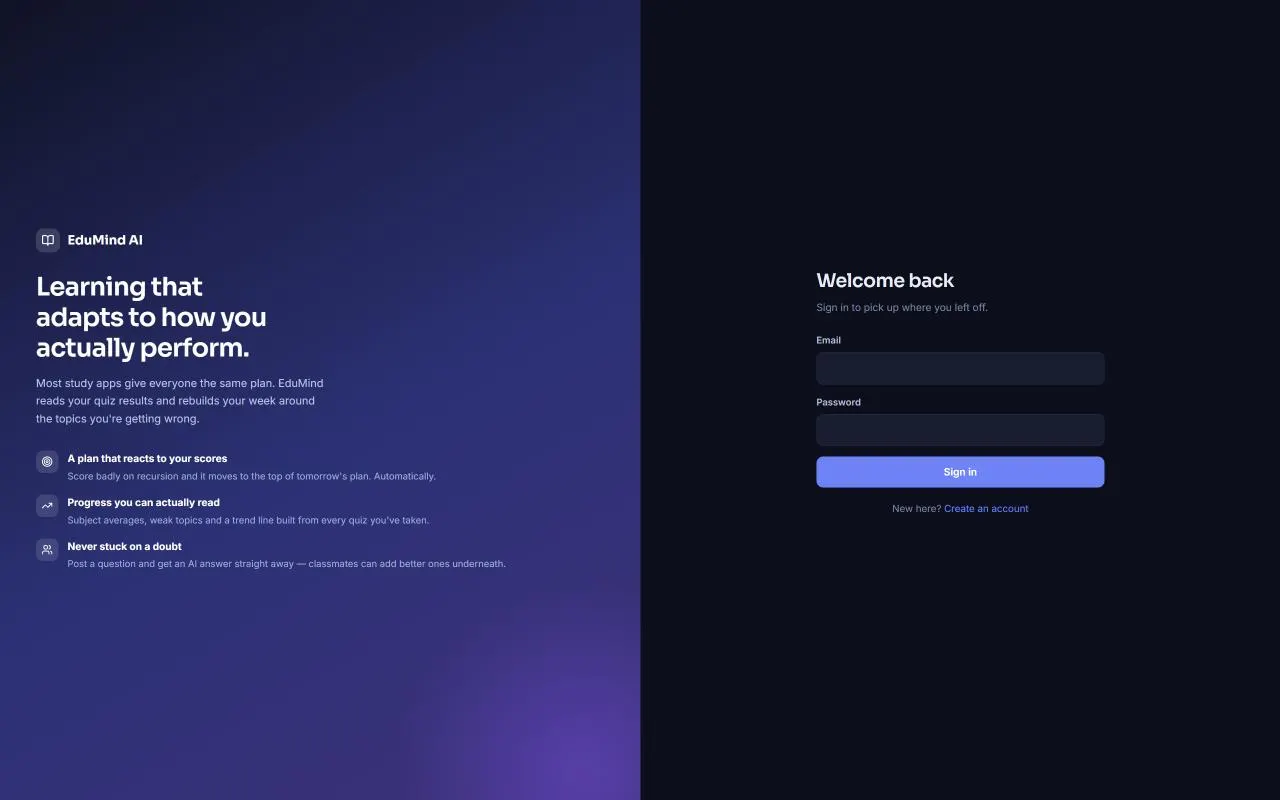 EduMind AI
Learning that
adapts to how you
actually perform.
Most study apps give everyone the same plan. EduMind
reads your quiz results and rebuilds your week around
the topics you're getting wrong.
A plan that reacts to your scores
Score badly on recursion and it moves to the top of tomorrow's plan. Automatically.
Progress you can actually read
Subject averages, weak topics and a trend line built from every quiz you've taken.
Never stuck on a doubt
Post a question and get an AI answer straight away — classmates can add better ones underneath.
Welcome back
Sign in to pick up where you left off.
Email
Password
Sign in
New here? Create an account